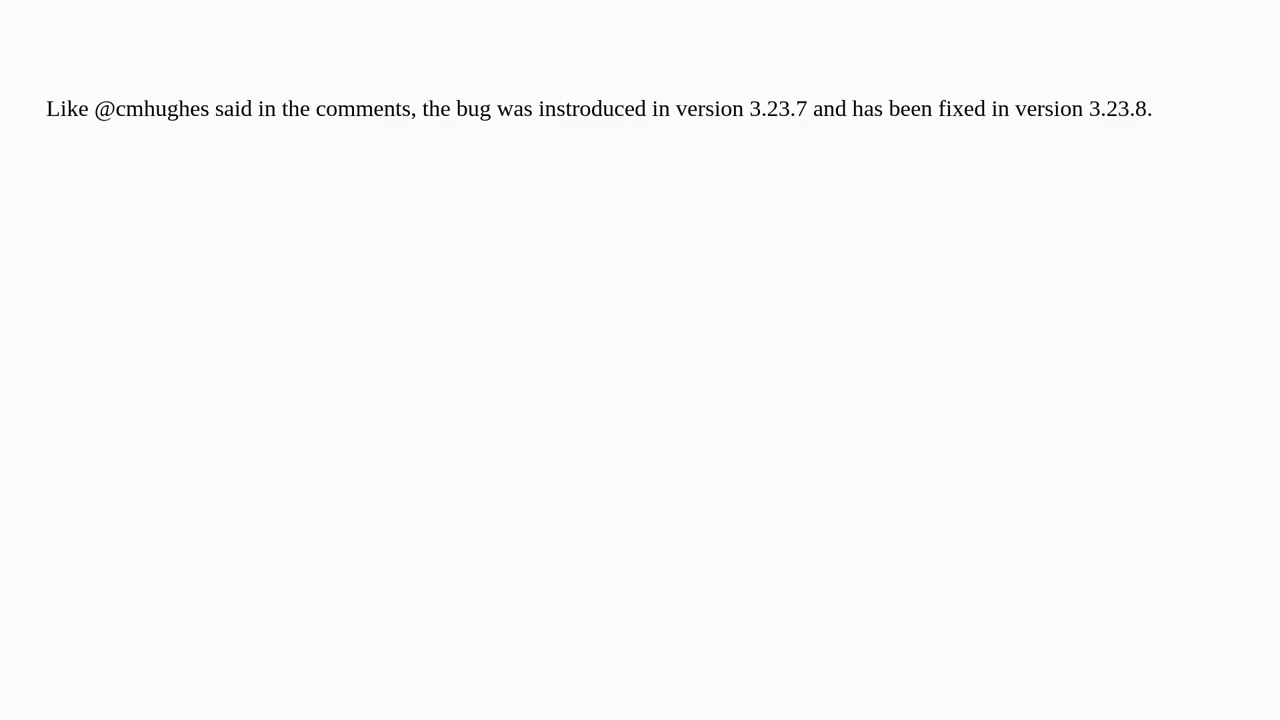 Like @cmhughes said in the comments, the bug was instroduced in version 3.23.7 and has been fixed in version 3.23.8.